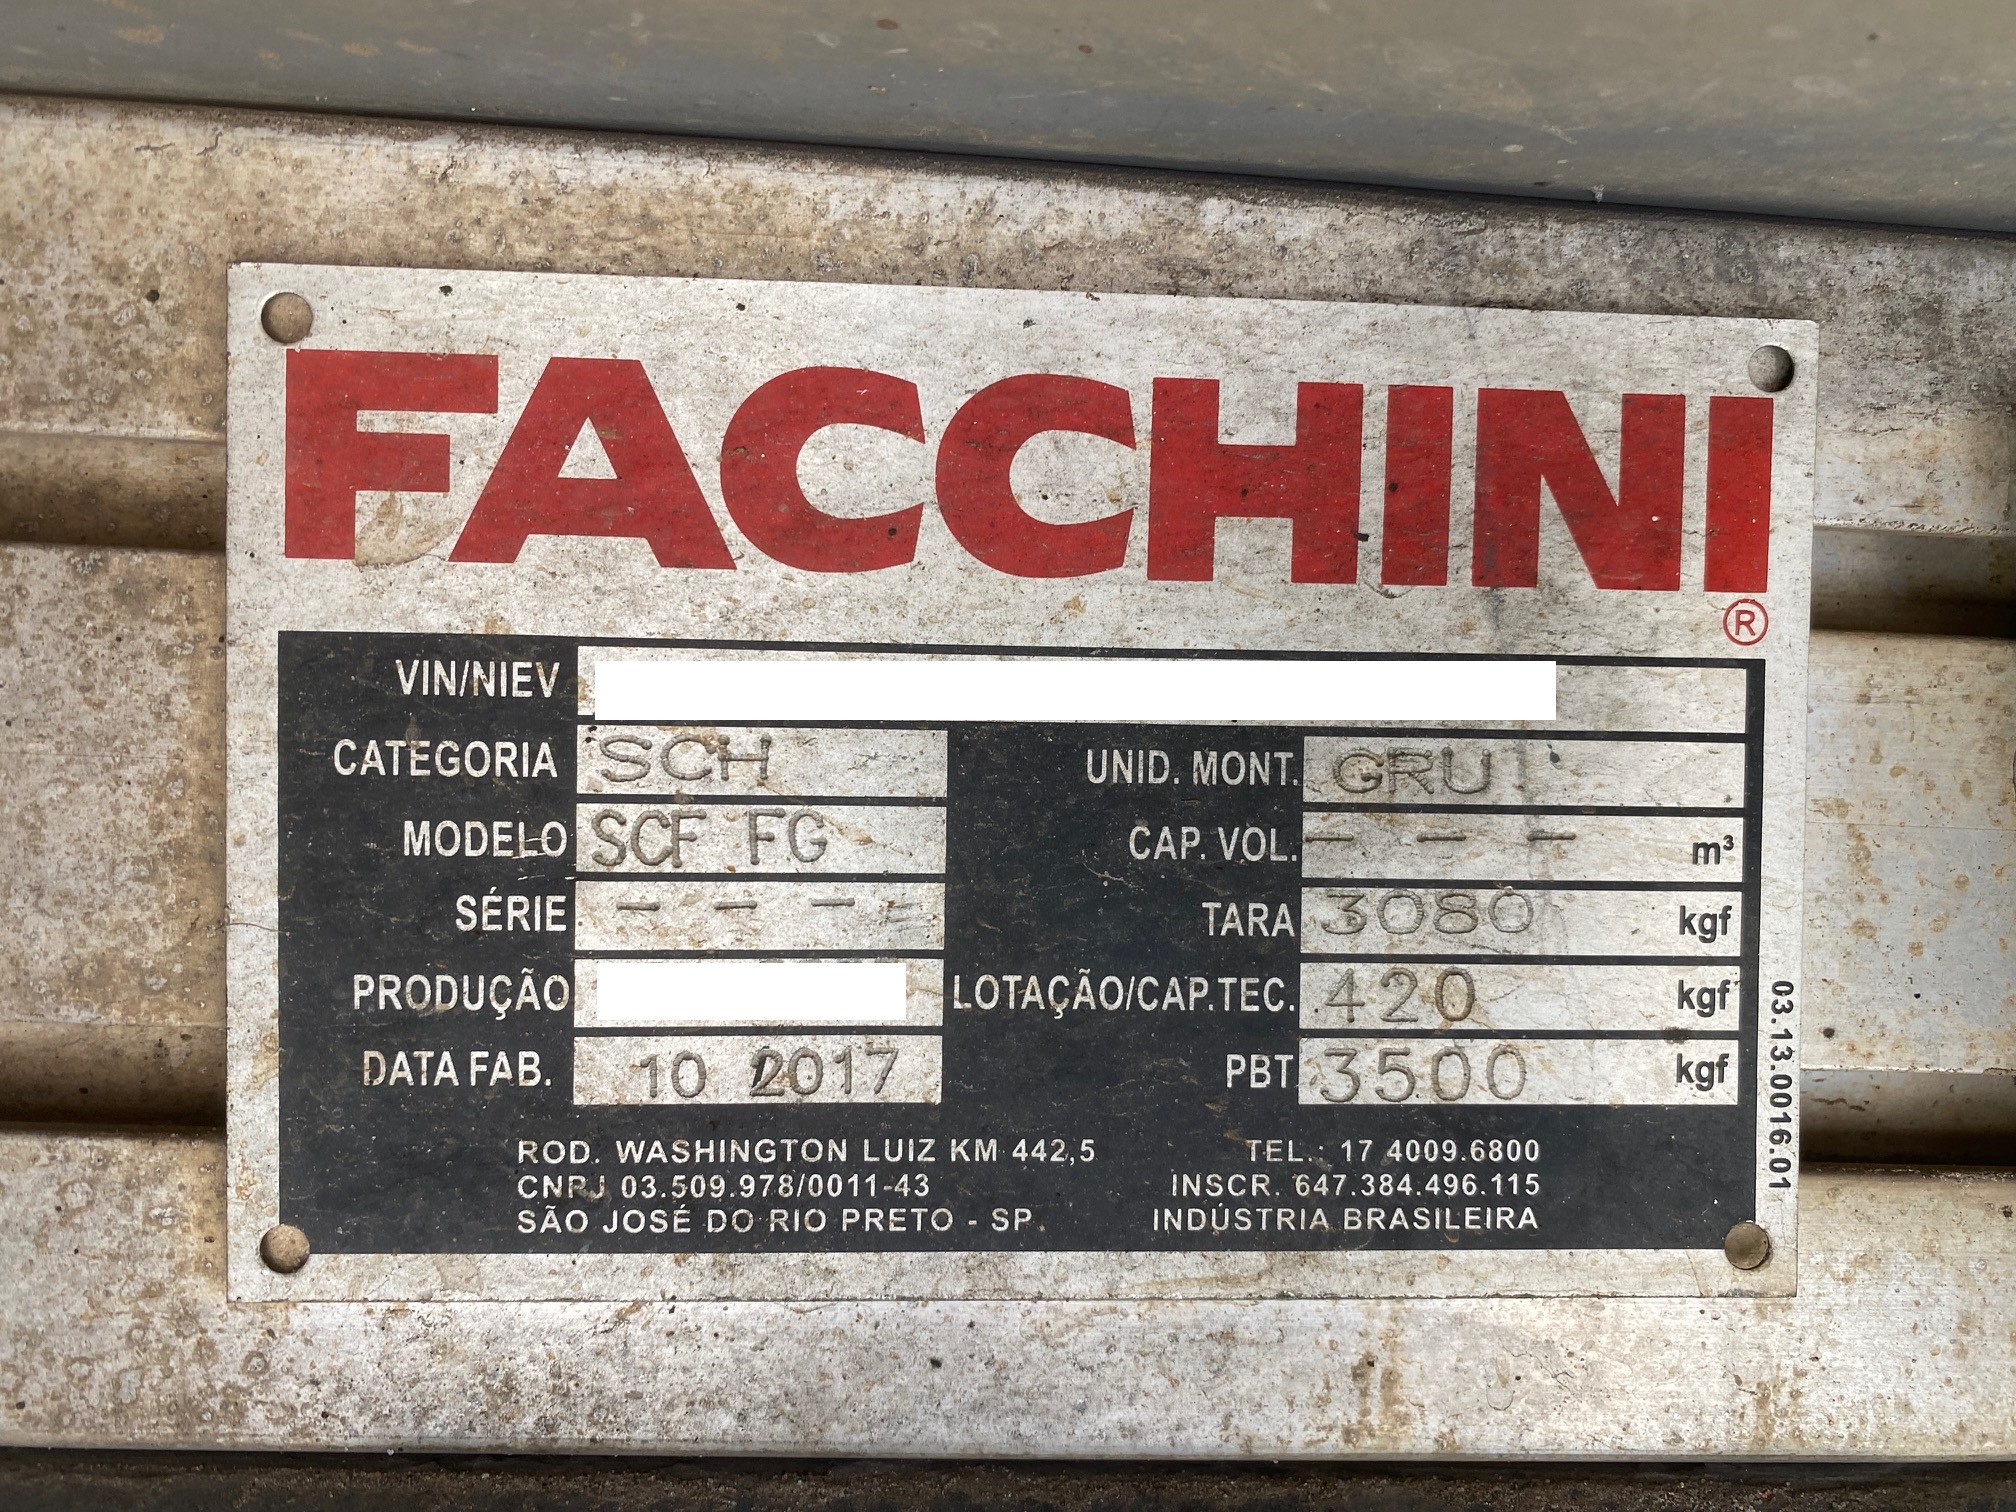 FACCHINI
®
VIN/NIEV
CATEGORIA SCH UNID. MONT. GRU
MODELO SCF FG CAP. VOL. - - - m³
SÉRIE - - - TARA 3080 kgf
PRODUÇÃO LOTAÇÃO/CAP.TEC. 420 kgf
DATA FAB. 10 2017 PBT 3500 kgf
ROD. WASHINGTON LUIZ KM 442,5 TEL.: 17 4009.6800
CNPJ 03.509.978/0011-43 INSCR. 647.384.496.115
SÃO JOSÉ DO RIO PRETO - SP. INDÚSTRIA BRASILEIRA
03.13.0016.01